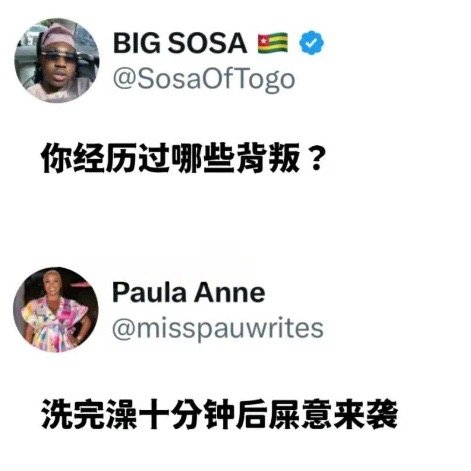 BIG SOSA 🇹🇬
@SosaOfTogo
你经历过哪些背叛？
Paula Anne
@misspauwrites
洗完澡十分钟后屎意来袭